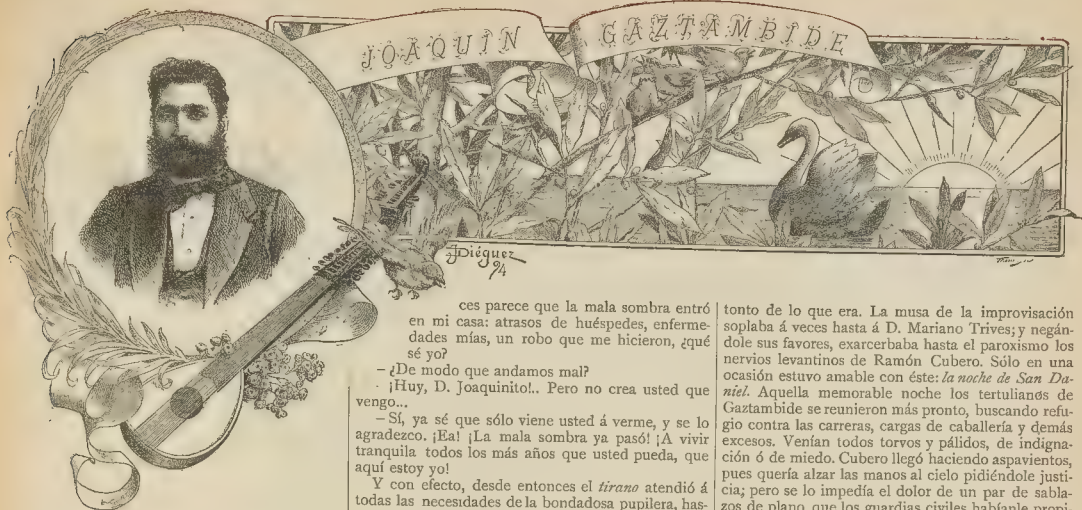 JOAQUIN GAZTAMBIDE
JDiéguez
94
ces parece que la mala sombra entró
en mi casa: atrasos de huéspedes, enferme-
dades mías, un robo que me hicieron, ¿qué
sé yo?
– ¿De modo que andamos mal?
- ¡Huy, D. Joaquinito!.. Pero no crea usted que
vengo...
– Sí, ya sé que sólo viene usted á verme, y se lo
agradezco. ¡Ea! ¡La mala sombra ya pasó! ¡A vivir
tranquila todos los más años que usted pueda, que
aquí estoy yo!
Y con efecto, desde entonces el tirano atendió á
todas las necesidades de la bondadosa pupilera, has-
tonto de lo que era. La musa de la improvisación
soplaba á veces hasta á D. Mariano Trives; y negán-
dole sus favores, exacerbaba hasta el paroxismo los
nervios levantinos de Ramón Cubero. Sólo en una
ocasión estuvo amable con éste: la noche de San Da-
niel. Aquella memorable noche los tertulianos de
Gaztambide se reunieron más pronto, buscando refu-
gio contra las carreras, cargas de caballería y demás
excesos. Venían todos torvos y pálidos, de indigna-
ción ó de miedo. Cubero llegó haciendo aspavientos,
pues quería alzar las manos al cielo pidiéndole justi-
cia; pero se lo impedía el dolor de un par de sabla-
zos de plano, que los guardias civiles habíanle propi-